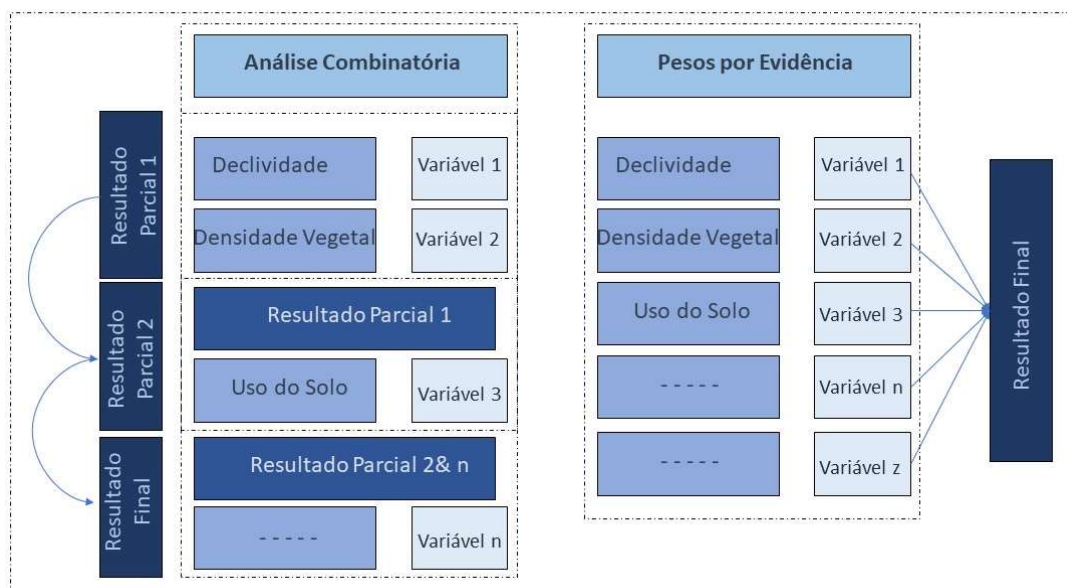 Análise Combinatória
Resultado
Parcial 1
Declividade
Variável 1
Densidade Vegetal
Variável 2
Resultado
Parcial 2
Resultado Parcial 1
Uso do Solo
Variável 3
Resultado
Final
Resultado Parcial 2& n
- - - - -
Variável n
Pesos por Evidência
Declividade
Variável 1
Densidade Vegetal
Variável 2
Uso do Solo
Variável 3
- - - - -
Variável n
- - - - -
Variável z
Resultado Final